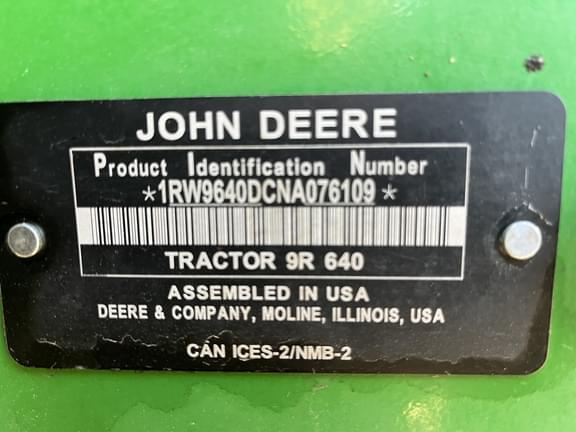 JOHN DEERE
Product Identification Number
*1RW9640DCNA076109*
TRACTOR 9R 640
ASSEMBLED IN USA
DEERE & COMPANY, MOLINE, ILLINOIS, USA
CAN ICES-2/NMB-2